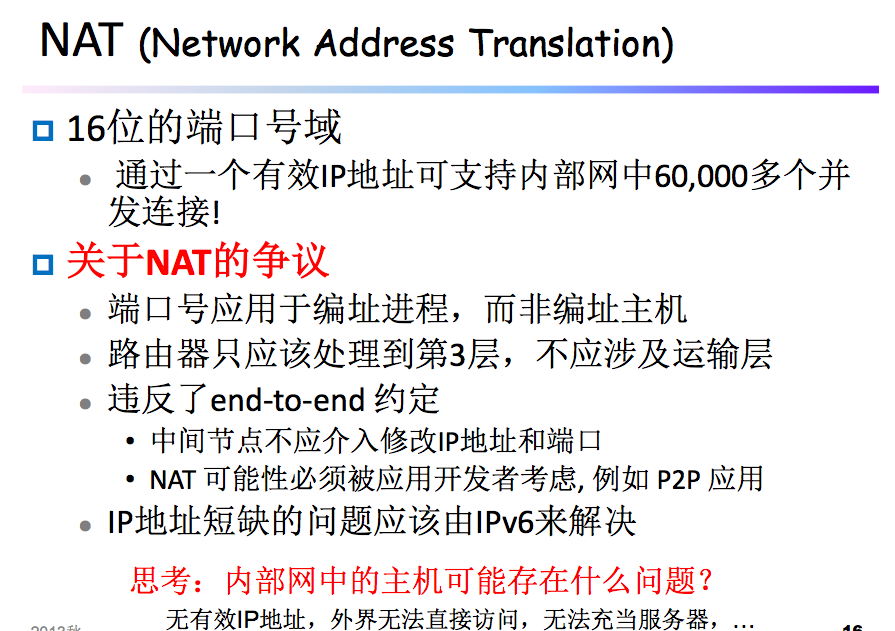 NAT (Network Address Translation)
16位的端口号域
通过一个有效IP地址可支持内部网中60,000多个并
发连接!
关于NAT的争议
端口号应用于编址进程，而非编址主机
路由器只应该处理到第3层，不应涉及运输层
违反了end-to-end 约定
中间节点不应介入修改IP地址和端口
NAT 可能性必须被应用开发者考虑, 例如 P2P 应用
IP地址短缺的问题应该由IPv6来解决
思考：内部网中的主机可能存在什么问题？
无有效IP地址，外界无法直接访问，无法充当服务器，…